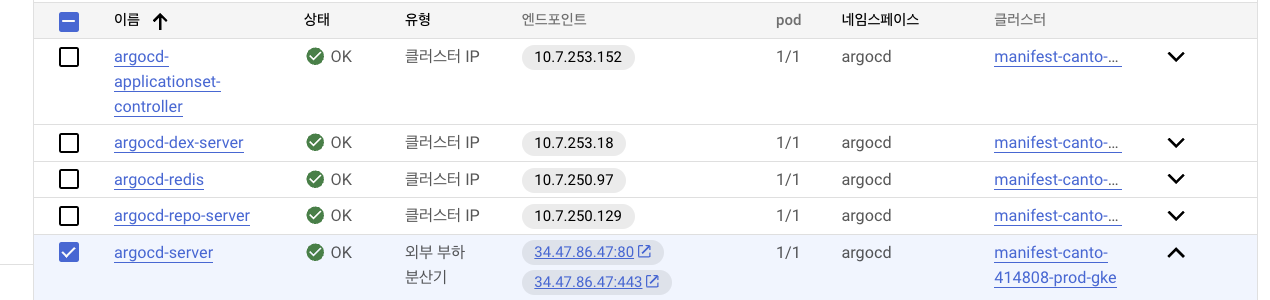 이름 상태 유형 엔드포인트 pod 네임스페이스 클러스터
argocd- OK 클러스터 IP 10.7.253.152 1/1 argocd manifest-canto-...
applicationset-
controller
argocd-dex-server OK 클러스터 IP 10.7.253.18 1/1 argocd manifest-canto-...
argocd-redis OK 클러스터 IP 10.7.250.97 1/1 argocd manifest-canto-...
argocd-repo-server OK 클러스터 IP 10.7.250.129 1/1 argocd manifest-canto-...
argocd-server OK 외부 부하 34.47.86.47:80 1/1 argocd manifest-canto-
분산기 34.47.86.47:443 414808-prod-gke